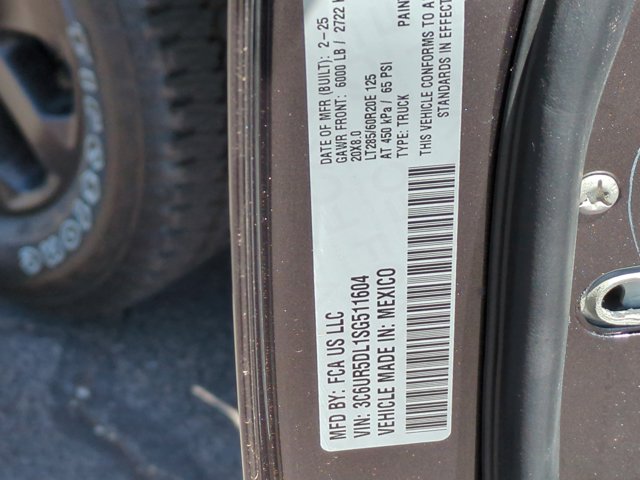 MFD BY: FCA US LLC
DATE OF MFR (BUILT): 2-25
GAWR FRONT: 6000 LB / 2722
20X8.0
LT285/60R20E 125
AT 450 kPa / 65 PSI
TYPE: TRUCK
PAIN
THIS VEHICLE CONFORMS TO A
STANDARDS IN EFFECT
VIN: 3C6UR5DL1SG511604
VEHICLE MADE IN: MEXICO